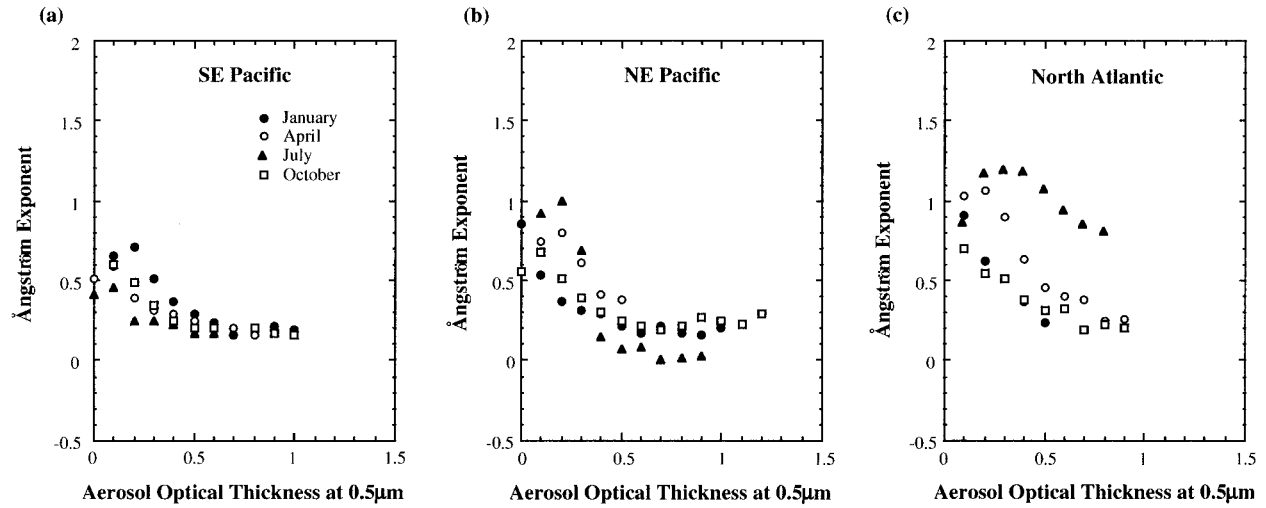 (a)
2
SE Pacific
January
April
July
October
1.5
1
0.5
0
-0.5
Ångström Exponent
0
0.5
1
1.5
Aerosol Optical Thickness at 0.5µm
(b)
2
NE Pacific
1.5
1
0.5
0
-0.5
Ångström Exponent
0
0.5
1
1.5
Aerosol Optical Thickness at 0.5µm
(c)
2
North Atlantic
1.5
1
0.5
0
-0.5
Ångström Exponent
0
0.5
1
1.5
Aerosol Optical Thickness at 0.5µm